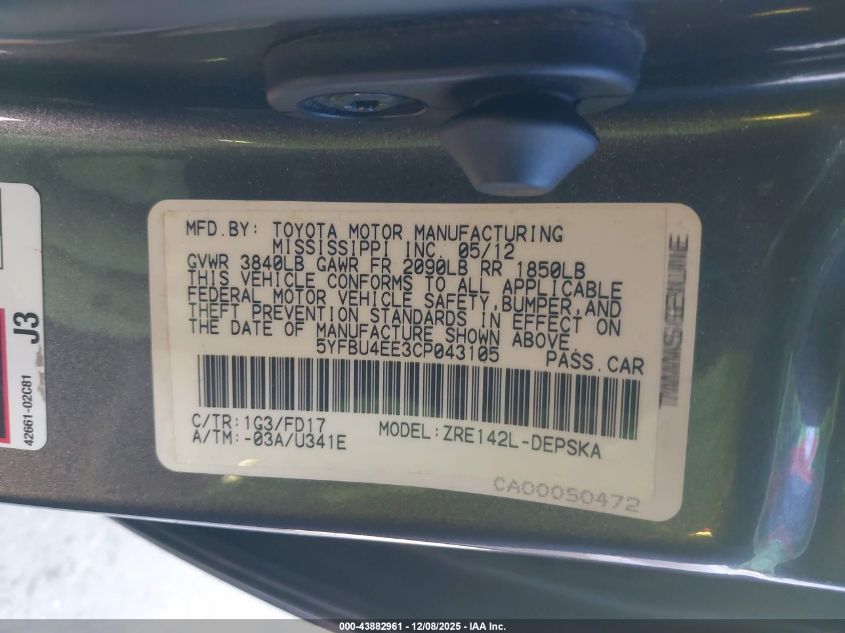 MFD.BY: TOYOTA MOTOR MANUFACTURING
MISSISSIPPI INC. 05/12
GVWR 3840LB GAWR FR 2090LB RR 1850LB
THIS VEHICLE CONFORMS TO ALL APPLICABLE
FEDERAL MOTOR VEHICLE SAFETY,BUMPER,AND
THEFT PREVENTION STANDARDS IN EFFECT ON
THE DATE OF MANUFACTURE SHOWN ABOVE.
5YFBU4EE3CP043105 PASS.CAR
C/TR:1G3/FD17 MODEL:ZRE142L-DEPSKA
A/TM:-03A/U341E
CA00050472
GENUINE
J3
42661-02C81
000-43882961 - 12/08/2025 - IAA Inc.